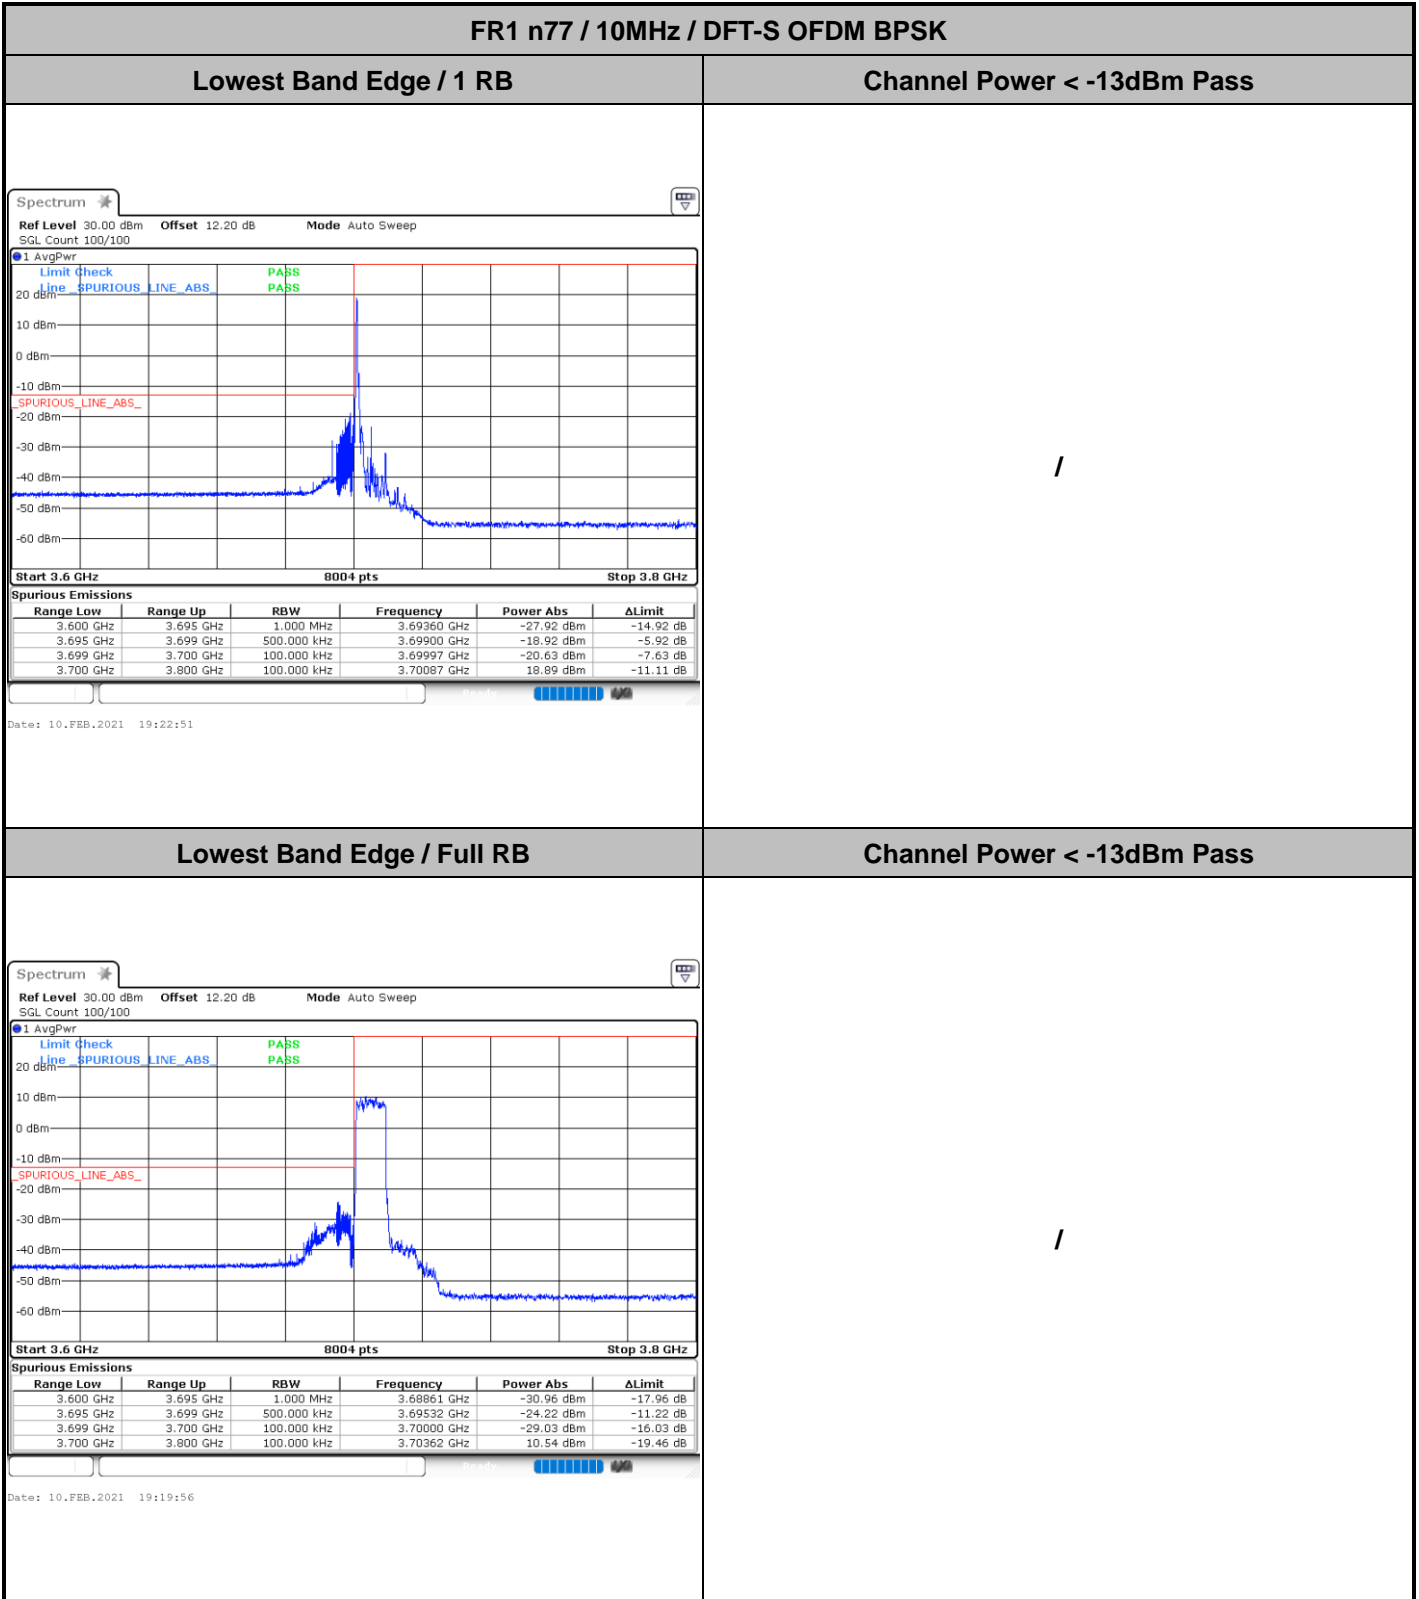 FR1 n77 / 10MHz / DFT-S OFDM BPSK
Lowest Band Edge / 1 RB
Channel Power < -13dBm Pass
Spectrum
Ref Level 30.00 dBm Offset 12.20 dB Mode Auto Sweep
SGL Count 100/100
1 AvgPwr
Limit Check PASS
Line _SPURIOUS_LINE_ABS_ PASS
20 dBm
10 dBm
0 dBm
-10 dBm
_SPURIOUS_LINE_ABS_
-20 dBm
-30 dBm
-40 dBm
-50 dBm
-60 dBm
Start 3.6 GHz 8004 pts Stop 3.8 GHz
Spurious Emissions
Range Low Range Up RBW Frequency Power Abs ΔLimit
3.600 GHz 3.695 GHz 1.000 MHz 3.69360 GHz -27.92 dBm -14.92 dB
3.695 GHz 3.699 GHz 500.000 kHz 3.69900 GHz -18.92 dBm -5.92 dB
3.699 GHz 3.700 GHz 100.000 kHz 3.69997 GHz -20.63 dBm -7.63 dB
3.700 GHz 3.800 GHz 100.000 kHz 3.70087 GHz 18.89 dBm -11.11 dB
Ready
Date: 10.FEB.2021 19:22:51
/
Lowest Band Edge / Full RB
Channel Power < -13dBm Pass
Spectrum
Ref Level 30.00 dBm Offset 12.20 dB Mode Auto Sweep
SGL Count 100/100
1 AvgPwr
Limit Check PASS
Line _SPURIOUS_LINE_ABS_ PASS
20 dBm
10 dBm
0 dBm
-10 dBm
_SPURIOUS_LINE_ABS_
-20 dBm
-30 dBm
-40 dBm
-50 dBm
-60 dBm
Start 3.6 GHz 8004 pts Stop 3.8 GHz
Spurious Emissions
Range Low Range Up RBW Frequency Power Abs ΔLimit
3.600 GHz 3.695 GHz 1.000 MHz 3.68861 GHz -30.96 dBm -17.96 dB
3.695 GHz 3.699 GHz 500.000 kHz 3.69532 GHz -24.22 dBm -11.22 dB
3.699 GHz 3.700 GHz 100.000 kHz 3.70000 GHz -29.03 dBm -16.03 dB
3.700 GHz 3.800 GHz 100.000 kHz 3.70362 GHz 10.54 dBm -19.46 dB
Ready
Date: 10.FEB.2021 19:19:56
/